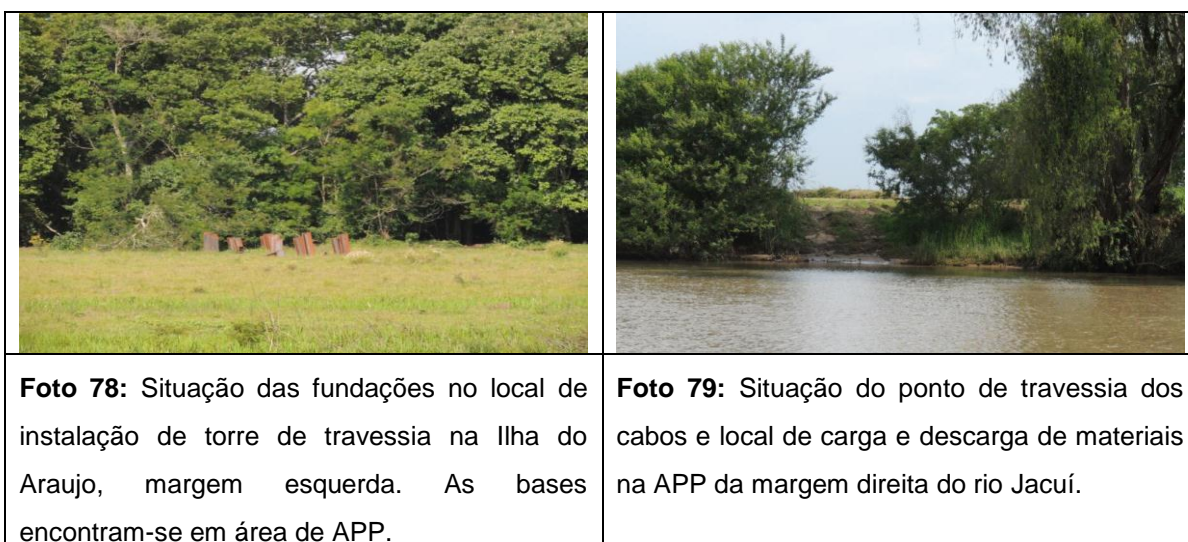 Foto 78: Situação das fundações no local de
instalação de torre de travessia na Ilha do
Araujo, margem esquerda. As bases
encontram-se em área de APP.
Foto 79: Situação do ponto de travessia dos
cabos e local de carga e descarga de materiais
na APP da margem direita do rio Jacuí.